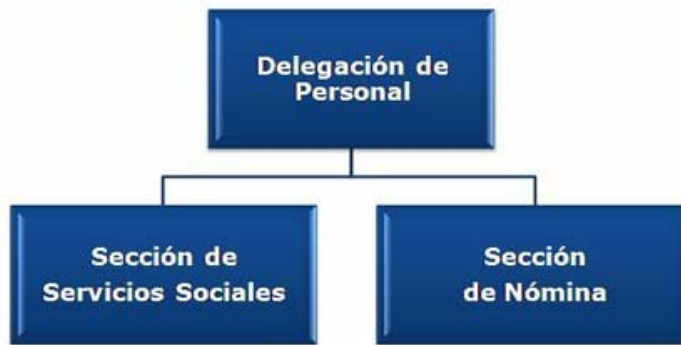 Delegación de
Personal
Sección de
Servicios Sociales
Sección
de Nómina